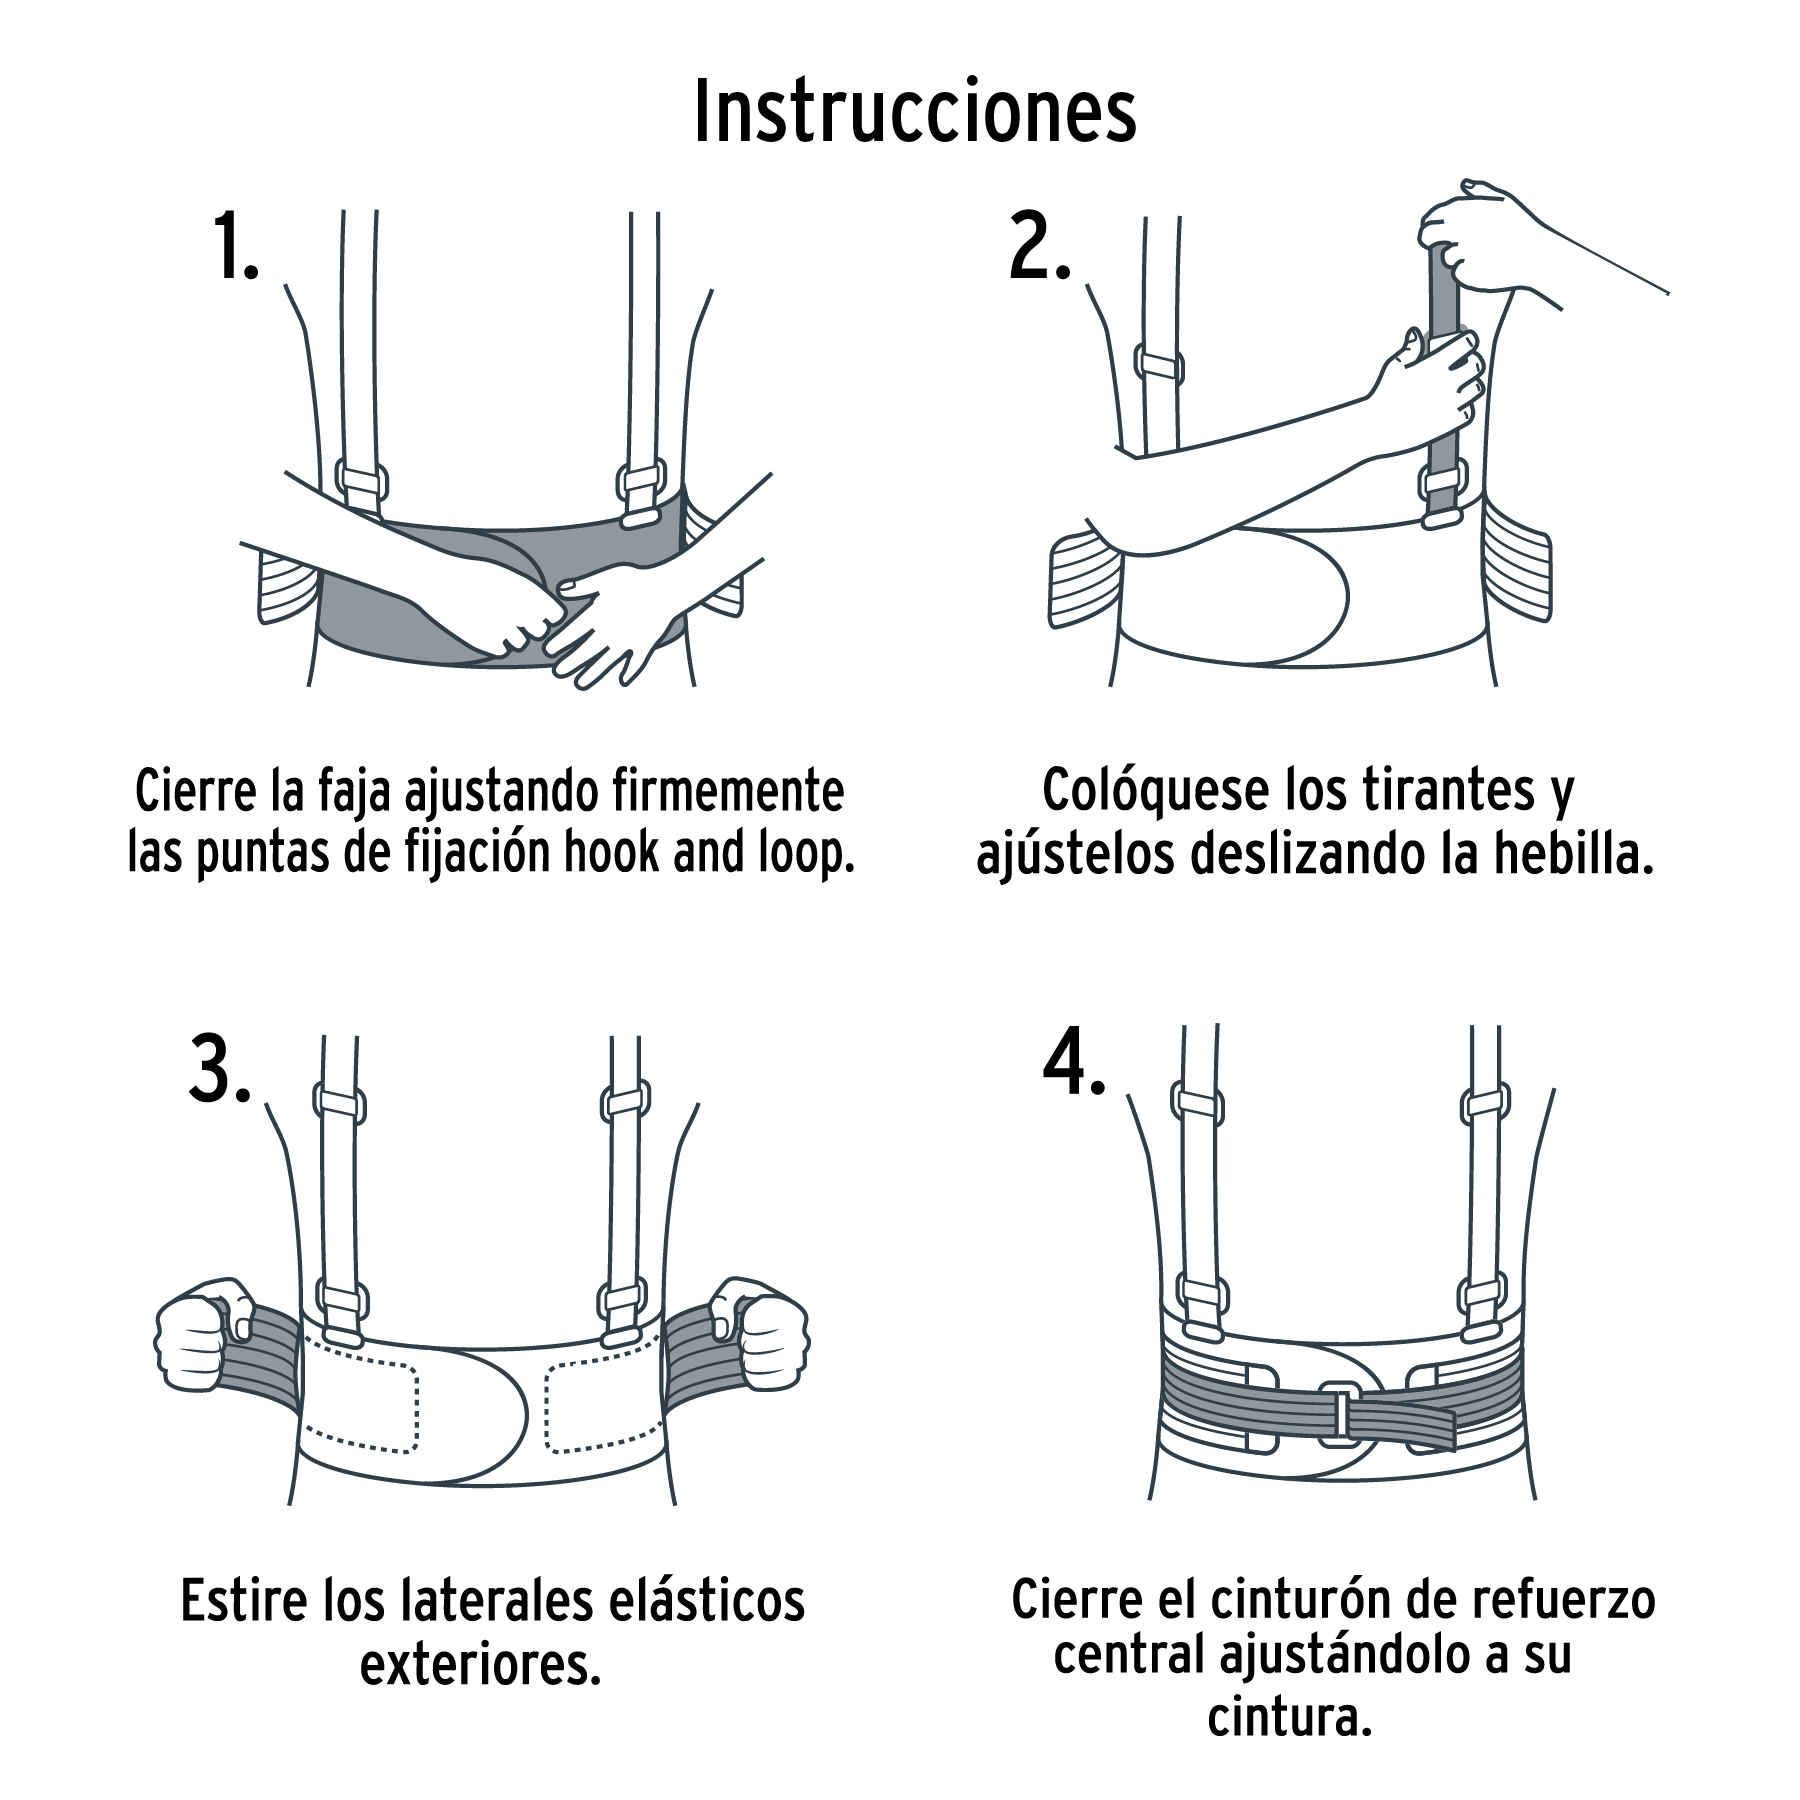 Instrucciones
1.
Cierre la faja ajustando firmemente
las puntas de fijación hook and loop.
2.
Colóquese los tirantes y
ajústelos deslizando la hebilla.
3.
Estire los laterales elásticos
exteriores.
4.
Cierre el cinturón de refuerzo
central ajustándolo a su
cintura.